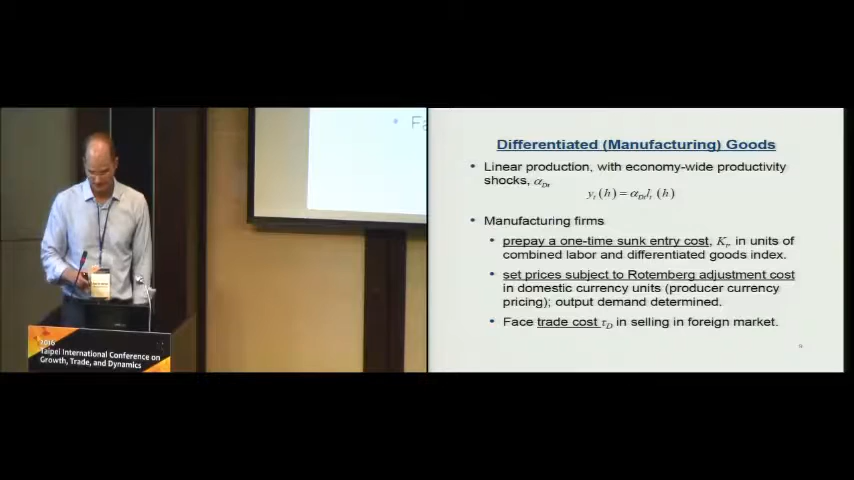 • Fa
2016
Taipei International Conference on
Growth, Trade, and Dynamics
Differentiated (Manufacturing) Goods
• Linear production, with economy-wide productivity
shocks, α_Dt
y_t (h) = α_Dt l_t (h)
• Manufacturing firms
• prepay a one-time sunk entry cost, K_t, in units of
combined labor and differentiated goods index.
• set prices subject to Rotemberg adjustment cost
in domestic currency units (producer currency
pricing); output demand determined.
• Face trade cost τ_D in selling in foreign market.